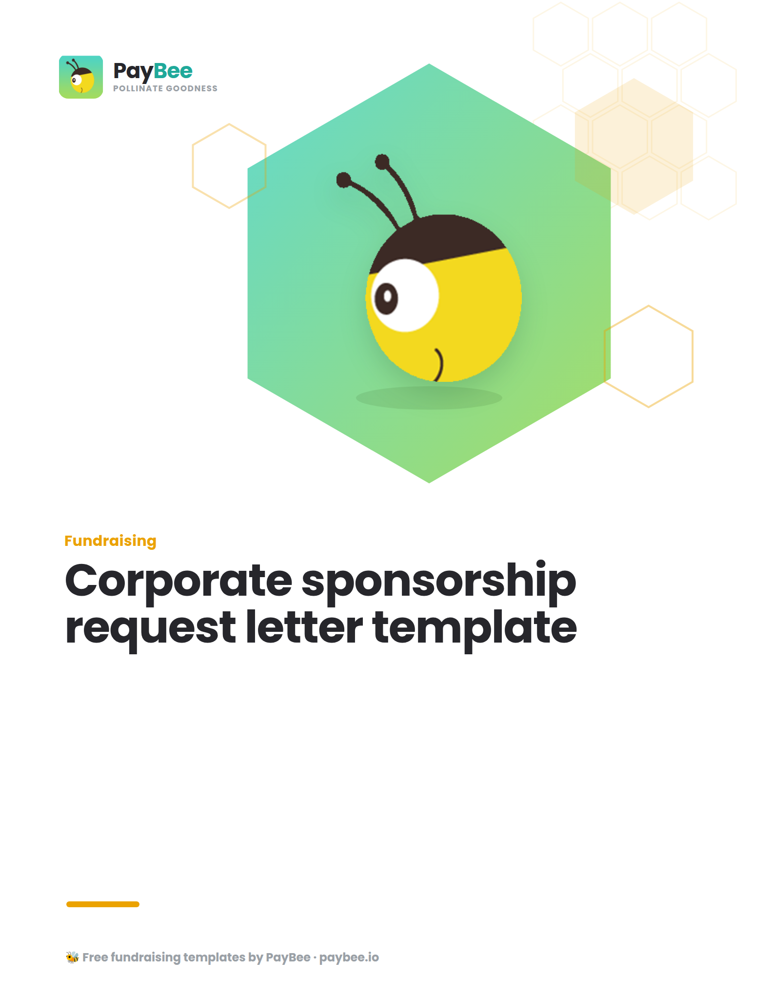 PayBee
POLLINATE GOODNESS
Fundraising
Corporate sponsorship
request letter template
🐝 Free fundraising templates by PayBee · paybee.io